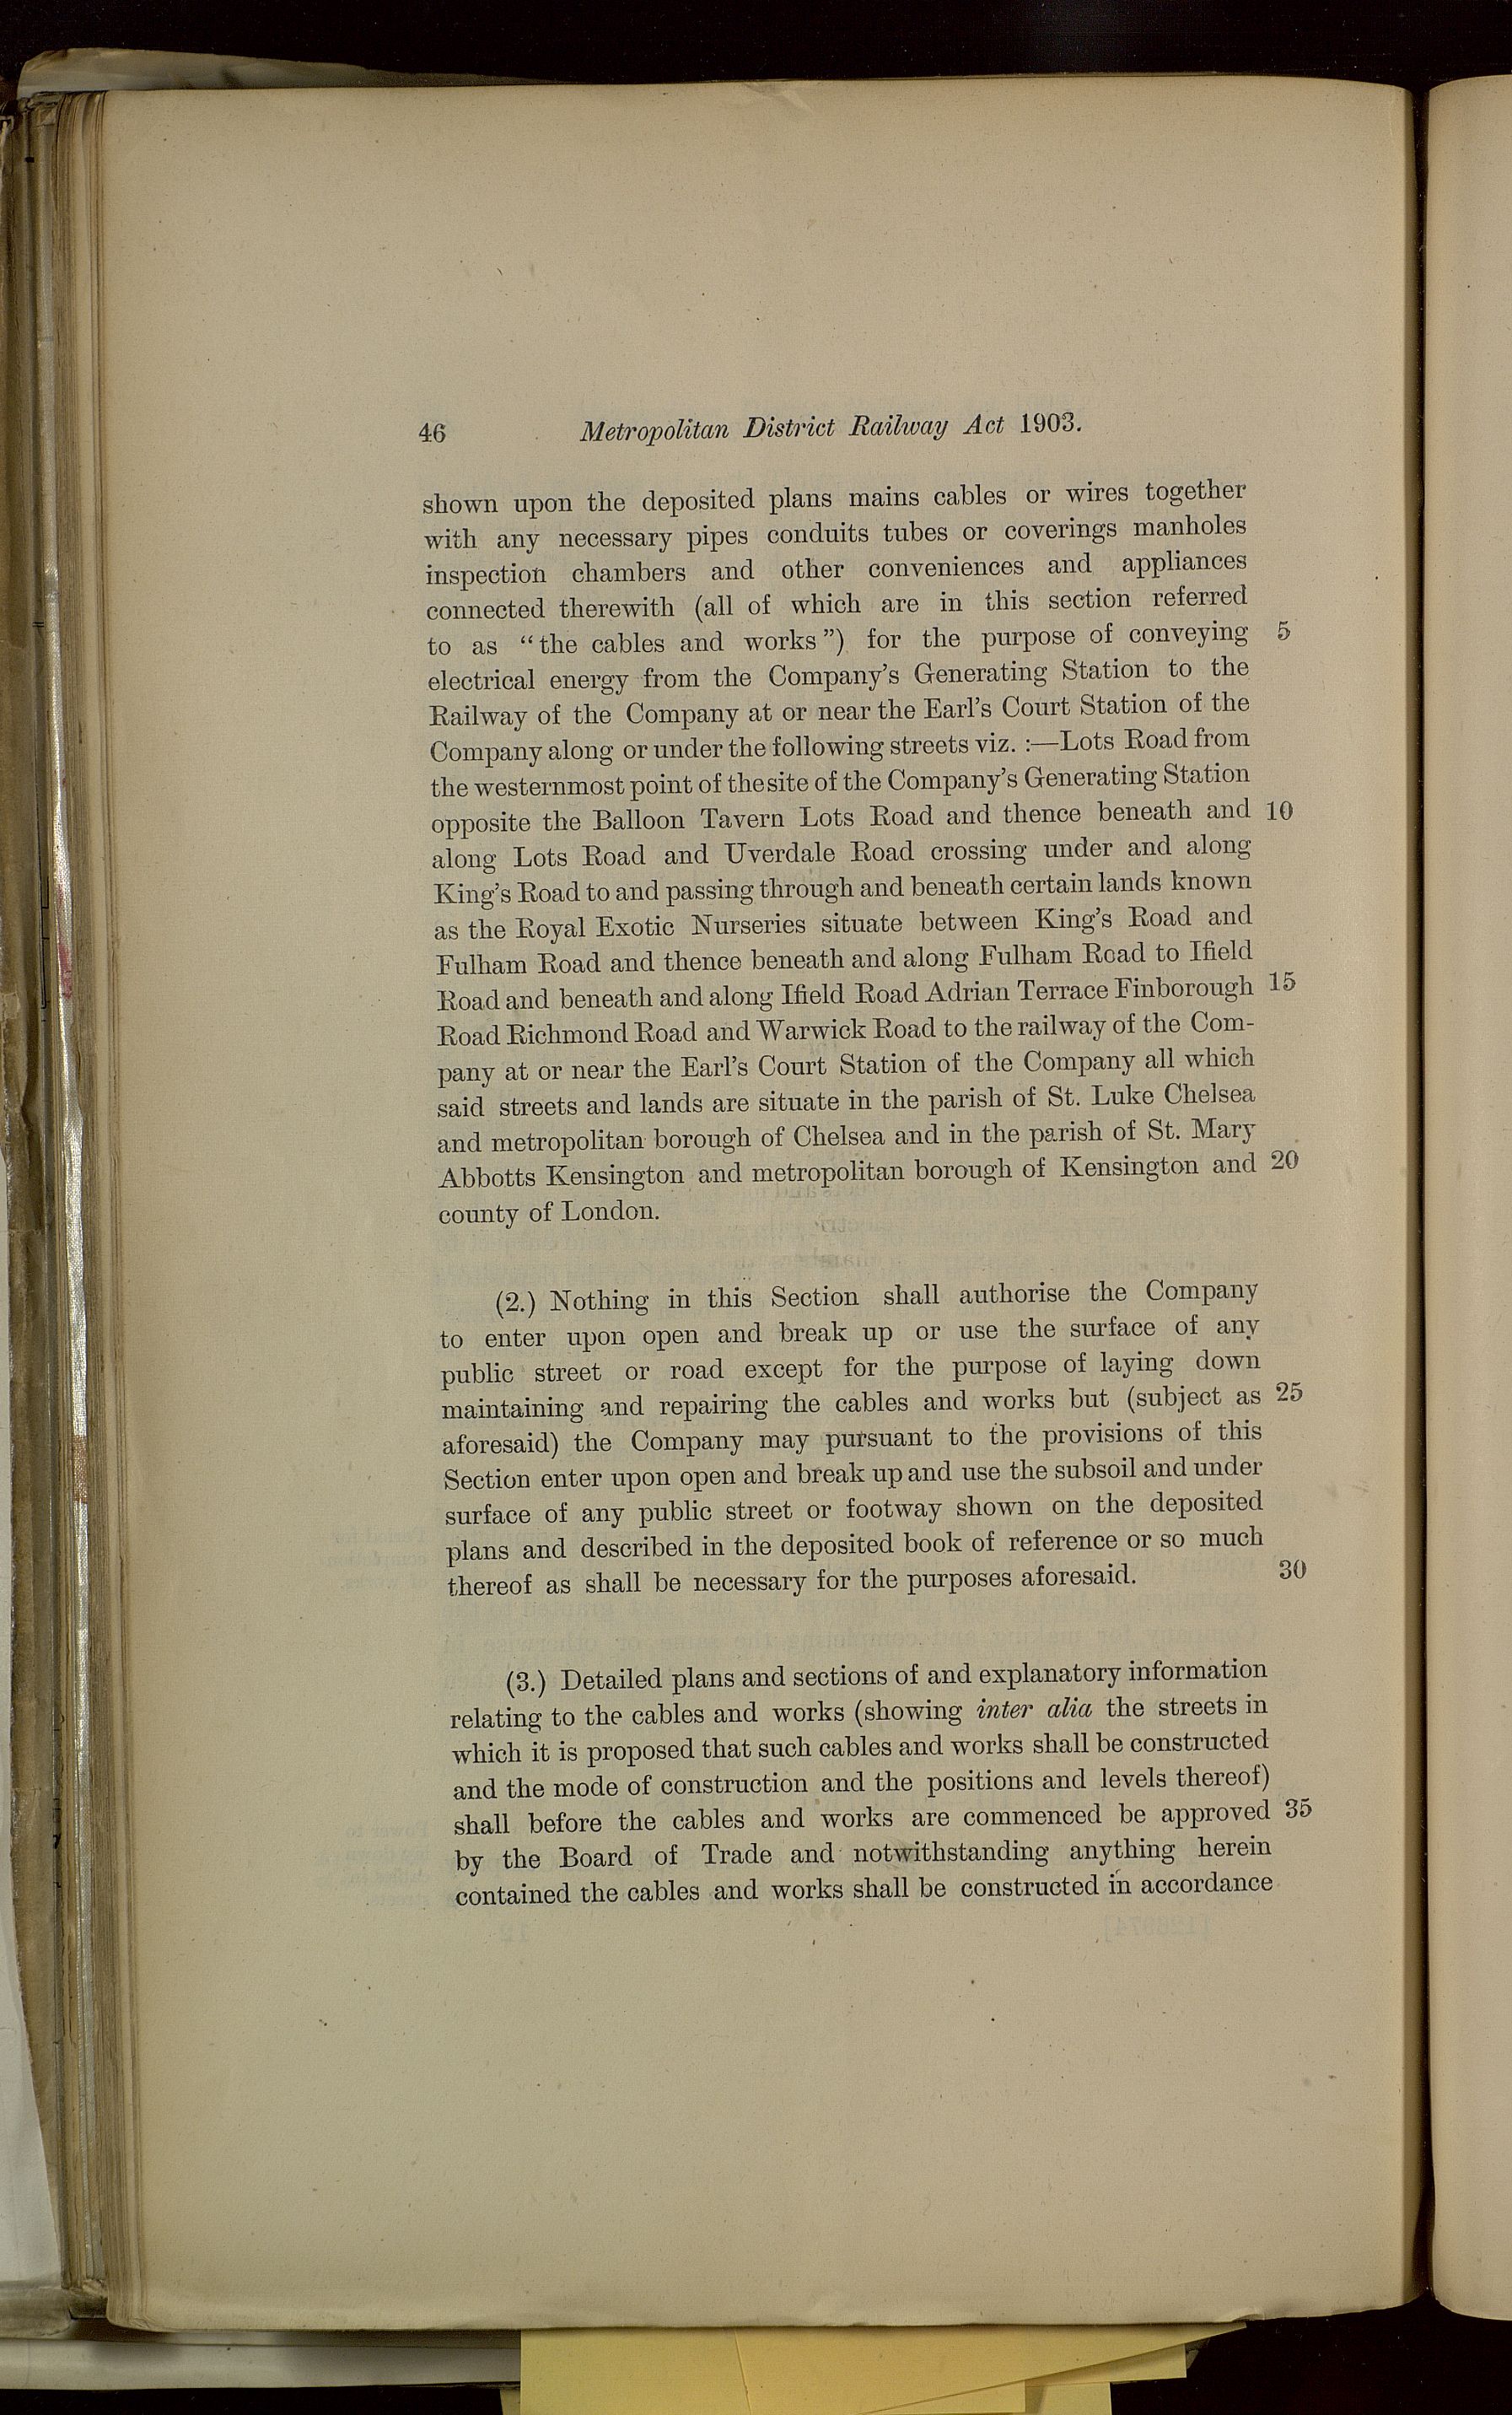 46 Metropolitan District Railway Act 1903.
shown upon the deposited plans mains cables or wires together
with any necessary pipes conduits tubes or coverings manholes
inspection chambers and other conveniences and appliances
connected therewith (all of which are in this section referred
to as “the cables and works”) for the purpose of conveying 5
electrical energy from the Company’s Generating Station to the
Railway of the Company at or near the Earl’s Court Station of the
Company along or under the following streets viz. :—Lots Road from
the westernmost point of the site of the Company’s Generating Station
opposite the Balloon Tavern Lots Road and thence beneath and 10
along Lots Road and Uverdale Road crossing under and along
King’s Road to and passing through and beneath certain lands known
as the Royal Exotic Nurseries situate between King’s Road and
Fulham Road and thence beneath and along Fulham Road to Ifield
Road and beneath and along Ifield Road Adrian Terrace Finborough 15
Road Richmond Road and Warwick Road to the railway of the Com-
pany at or near the Earl’s Court Station of the Company all which
said streets and lands are situate in the parish of St. Luke Chelsea
and metropolitan borough of Chelsea and in the parish of St. Mary
Abbotts Kensington and metropolitan borough of Kensington and 20
county of London.
(2.) Nothing in this Section shall authorise the Company
to enter upon open and break up or use the surface of any
public street or road except for the purpose of laying down
maintaining and repairing the cables and works but (subject as 25
aforesaid) the Company may pursuant to the provisions of this
Section enter upon open and break up and use the subsoil and under
surface of any public street or footway shown on the deposited
plans and described in the deposited book of reference or so much
thereof as shall be necessary for the purposes aforesaid. 30
(3.) Detailed plans and sections of and explanatory information
relating to the cables and works (showing inter alia the streets in
which it is proposed that such cables and works shall be constructed
and the mode of construction and the positions and levels thereof)
shall before the cables and works are commenced be approved 35
by the Board of Trade and notwithstanding anything herein
contained the cables and works shall be constructed in accordance